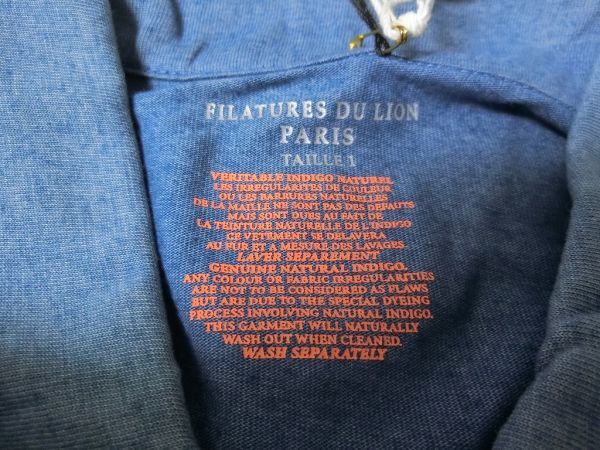 FILATURES DU LION
PARIS
TAILLE 1
VERITABLE INDIGO NATUREL
LES IRREGULARITES DE COULEUR
OU LES BARRURES NATURELLES
DE LA MAILLE NE SONT PAS DES DEFAUTS
MAIS SONT DUES AU FAIT DE
LA TEINTURE NATURELLE DE L'INDIGO
CE VETEMENT SE DELAVERA
AU FUR ET A MESURE DES LAVAGES.
LAVER SEPAREMENT
GENUINE NATURAL INDIGO.
ANY COLOUR OR FABRIC IRREGULARITIES
ARE NOT TO BE CONSIDERED AS FLAWS
BUT ARE DUE TO THE SPECIAL DYEING
PROCESS INVOLVING NATURAL INDIGO.
THIS GARMENT WILL NATURALLY
WASH OUT WHEN CLEANED.
WASH SEPARATELY